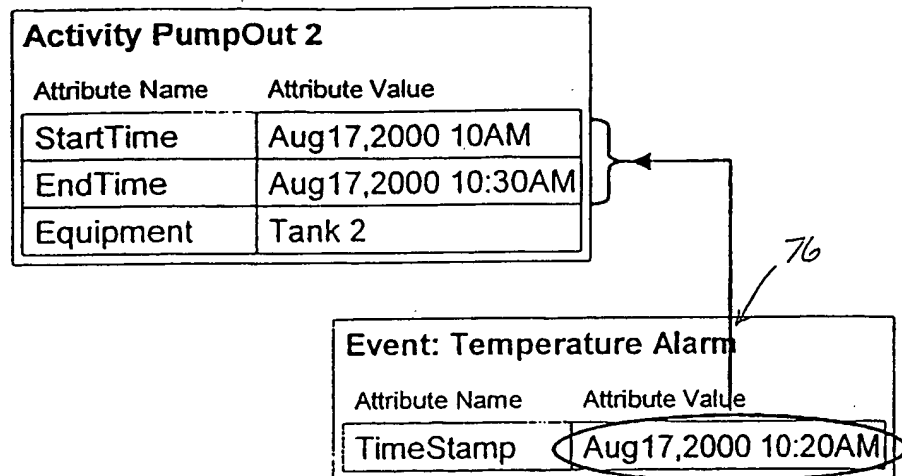 Activity PumpOut 2
Attribute Name Attribute Value
StartTime Aug17,2000 10AM
EndTime Aug17,2000 10:30AM
Equipment Tank 2
76
Event: Temperature Alarm
Attribute Name Attribute Value
TimeStamp Aug17,2000 10:20AM